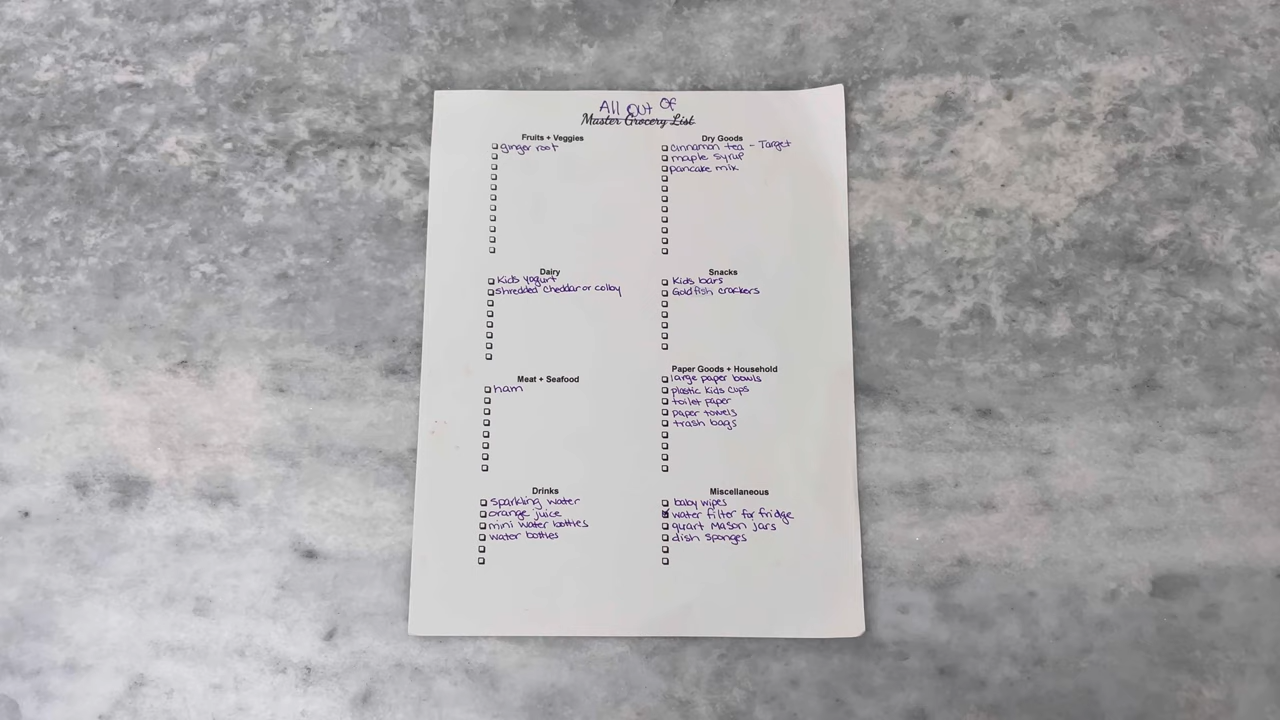 All Out Of
Master Grocery List
Fruits + Veggies
ginger root
Dairy
Kids yogurt
shredded cheddar or colby
Meat + Seafood
ham
Drinks
sparkling water
orange juice
mini water bottles
water bottles
Dry Goods
cinnamon tea - Target
maple syrup
pancake mix
Snacks
Kids bars
Goldfish crackers
Paper Goods + Household
large paper bowls
plastic kids cups
toilet paper
paper towels
trash bags
Miscellaneous
baby wipes
water filter for fridge
quart mason jars
dish sponges